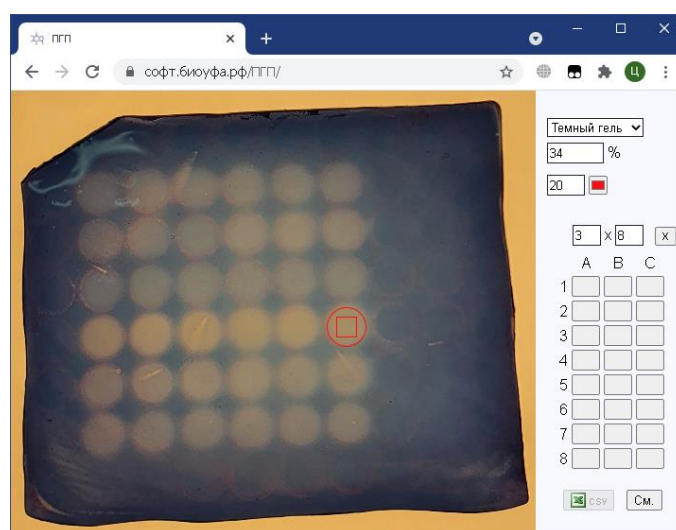 ПГП
софт.биоуфа.рф/ПГП/
Ц
Темный гель
34 %
20
3 x 8 x
A B C
1
2
3
4
5
6
7
8
csv См.